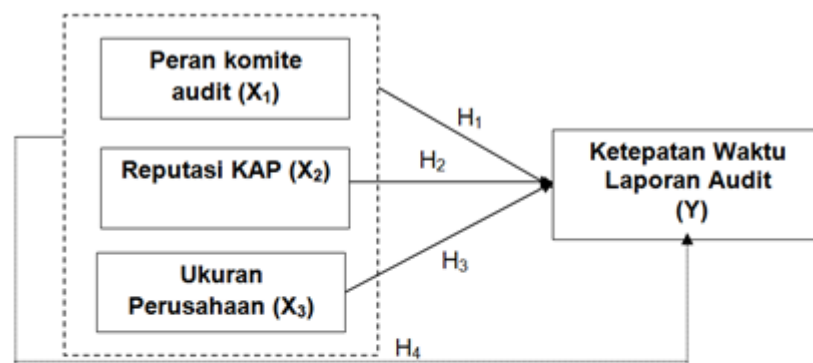 Peran komite
audit (X₁)
H₁
Reputasi KAP (X₂)
H₂
Ketepatan Waktu
Laporan Audit
(Y)
Ukuran
Perusahaan (X₃)
H₃
H₄